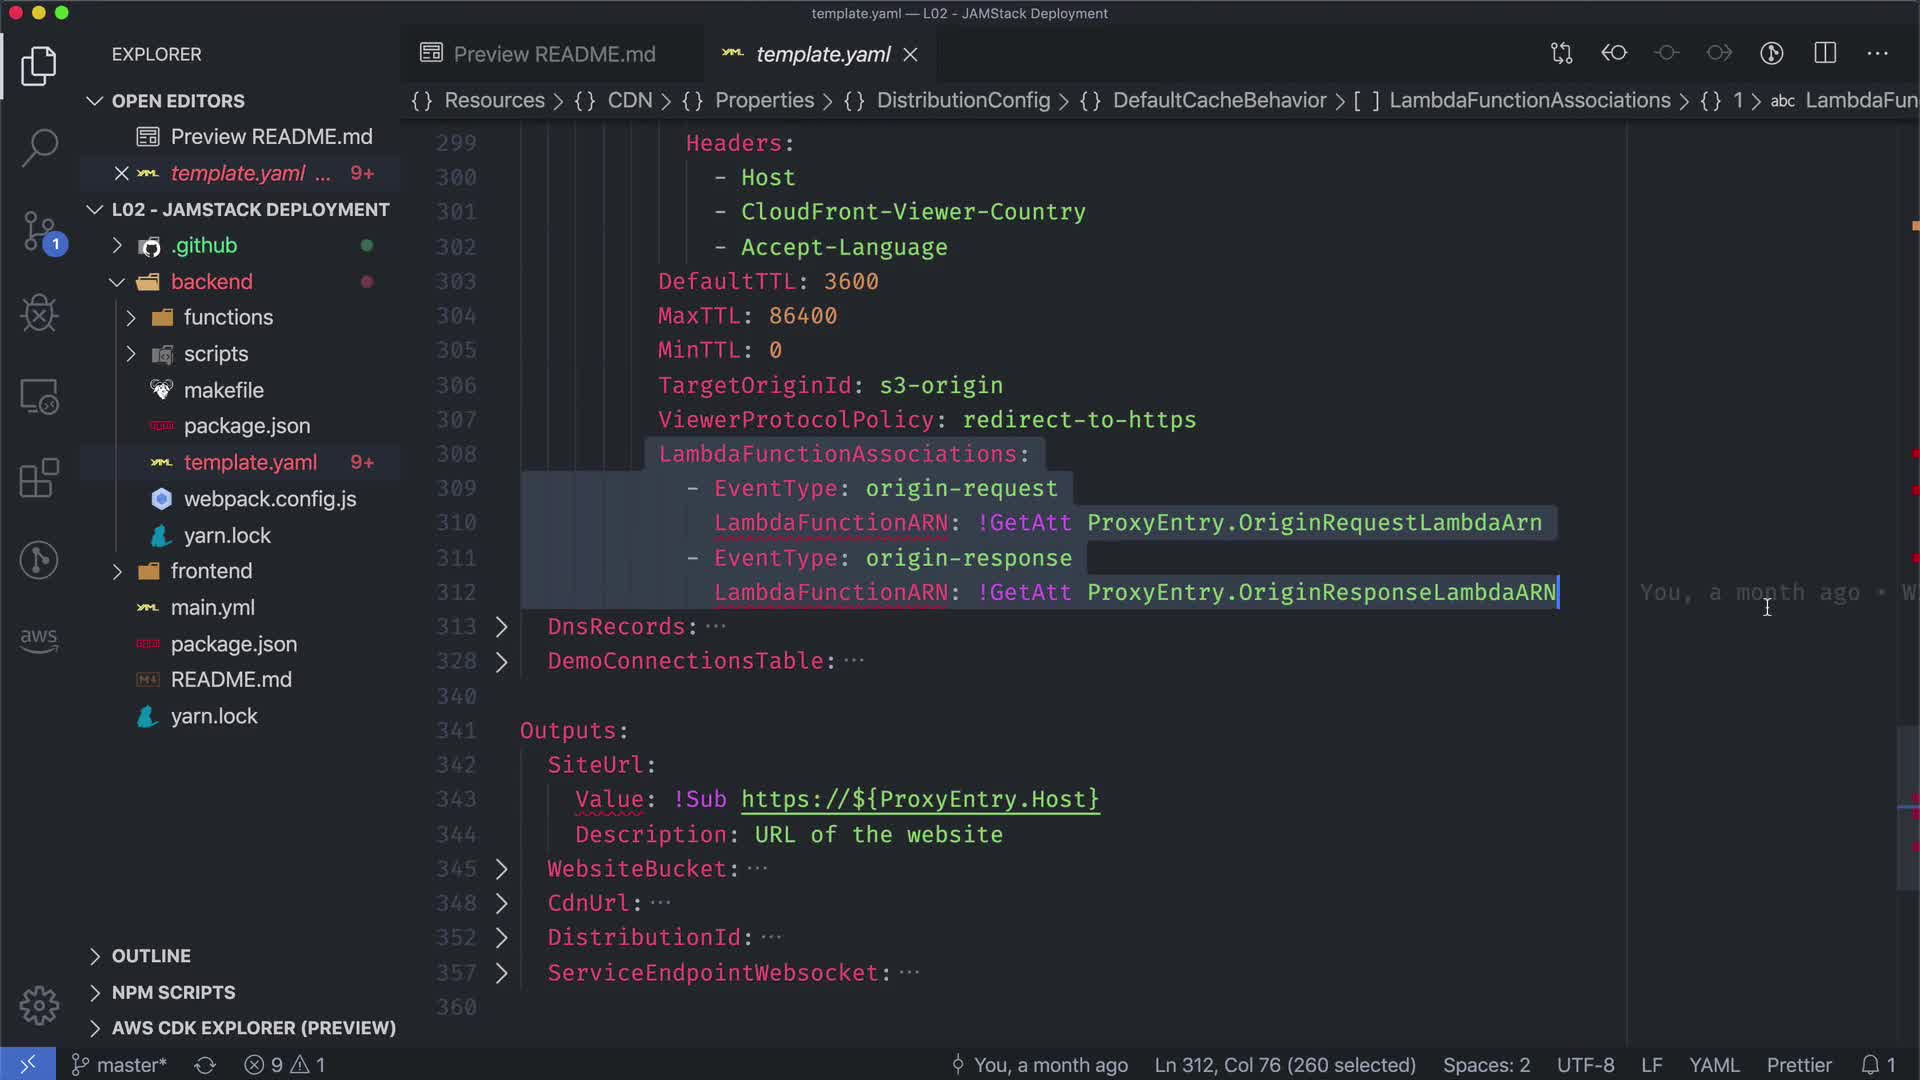 template.yaml — L02 - JAMStack Deployment
EXPLORER
OPEN EDITORS
Preview README.md
template.yaml ... 9+
L02 - JAMSTACK DEPLOYMENT
.github
backend
functions
scripts
makefile
package.json
template.yaml 9+
webpack.config.js
yarn.lock
frontend
main.yml
package.json
README.md
yarn.lock
OUTLINE
NPM SCRIPTS
AWS CDK EXPLORER (PREVIEW)
1
aws
Preview README.md
template.yaml
{ } Resources > { } CDN > { } Properties > { } DistributionConfig > { } DefaultCacheBehavior > [ ] LambdaFunctionAssociations > { } 1 > abc LambdaFun
299 Headers:
300 - Host
301 - CloudFront-Viewer-Country
302 - Accept-Language
303 DefaultTTL: 3600
304 MaxTTL: 86400
305 MinTTL: 0
306 TargetOriginId: s3-origin
307 ViewerProtocolPolicy: redirect-to-https
308 LambdaFunctionAssociations:
309 - EventType: origin-request
310 LambdaFunctionARN: !GetAtt ProxyEntry.OriginRequestLambdaArn
311 - EventType: origin-response
312 LambdaFunctionARN: !GetAtt ProxyEntry.OriginResponseLambdaARN You, a month ago • W
313 DnsRecords: ...
328 DemoConnectionsTable: ...
340
341 Outputs:
342 SiteUrl:
343 Value: !Sub https://${ProxyEntry.Host}
344 Description: URL of the website
345 WebsiteBucket: ...
348 CdnUrl: ...
352 DistributionId: ...
357 ServiceEndpointWebsocket: ...
360
master* 9 1 You, a month ago Ln 312, Col 76 (260 selected) Spaces: 2 UTF-8 LF YAML Prettier 1